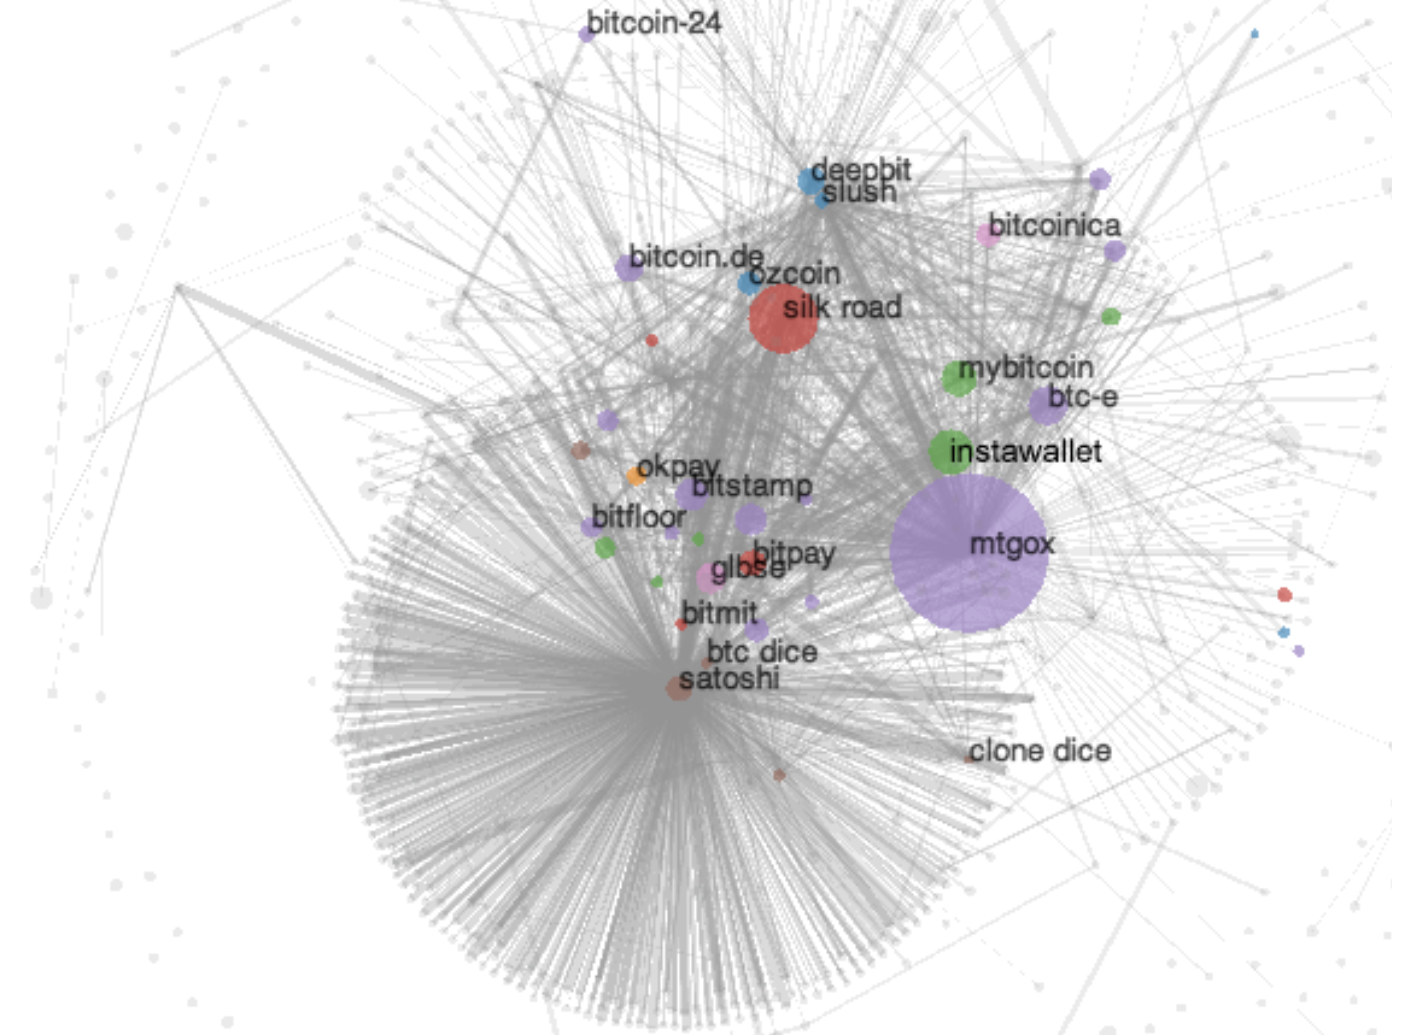 bitcoin-24
deepbit
slush
bitcoinica
bitcoin.de
ozcoin
silk road
mybitcoin
btc-e
instawallet
okpay
bitstamp
bitfloor
mtgox
bitpay
glbse
bitmit
btc dice
satoshi
clone dice